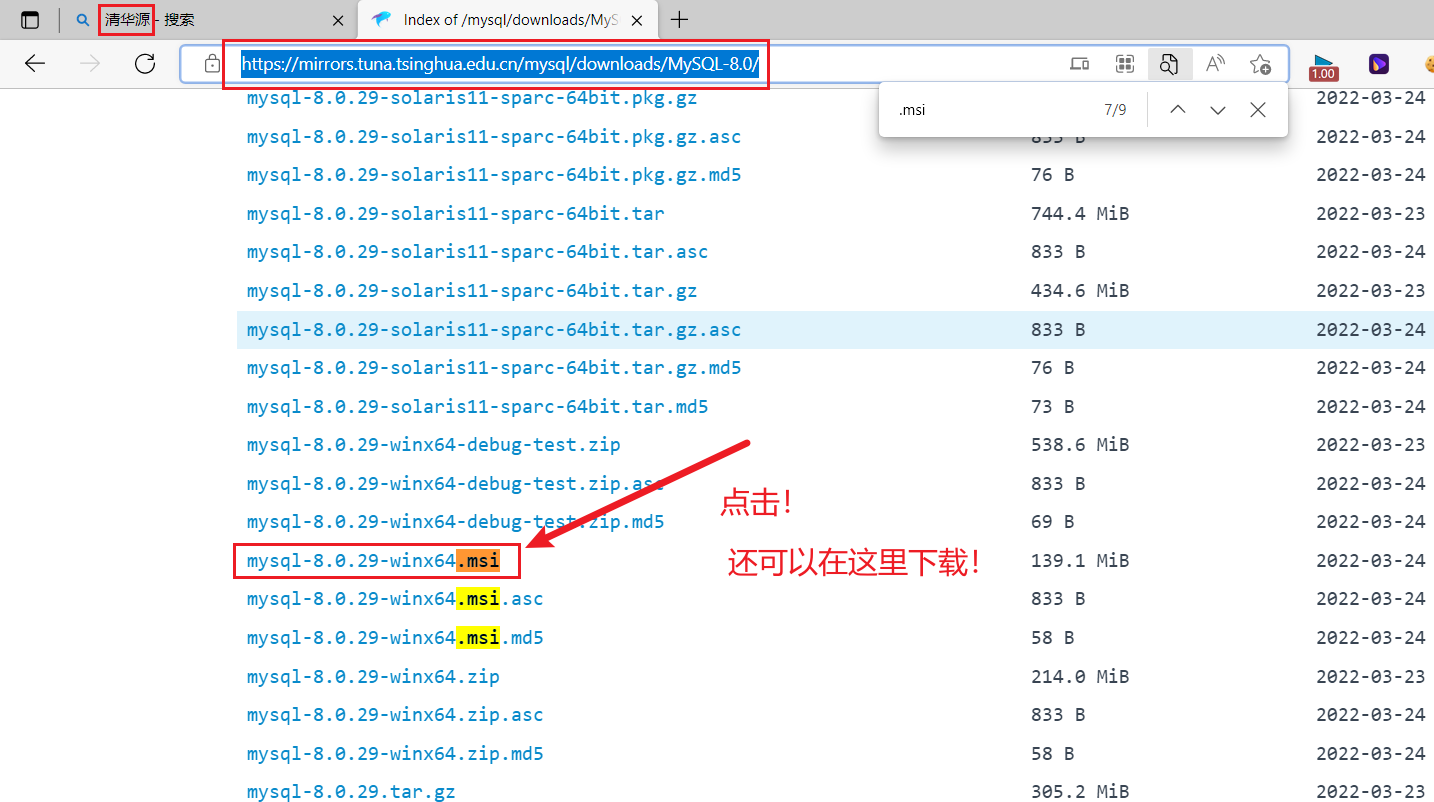 清华源 - 搜索
Index of /mysql/downloads/MyS
https://mirrors.tuna.tsinghua.edu.cn/mysql/downloads/MySQL-8.0/
1.00
.msi 7/9
mysql-8.0.29-solaris11-sparc-64bit.pkg.gz 2022-03-24
mysql-8.0.29-solaris11-sparc-64bit.pkg.gz.asc 833 B 2022-03-24
mysql-8.0.29-solaris11-sparc-64bit.pkg.gz.md5 76 B 2022-03-24
mysql-8.0.29-solaris11-sparc-64bit.tar 744.4 MiB 2022-03-23
mysql-8.0.29-solaris11-sparc-64bit.tar.asc 833 B 2022-03-24
mysql-8.0.29-solaris11-sparc-64bit.tar.gz 434.6 MiB 2022-03-23
mysql-8.0.29-solaris11-sparc-64bit.tar.gz.asc 833 B 2022-03-24
mysql-8.0.29-solaris11-sparc-64bit.tar.gz.md5 76 B 2022-03-24
mysql-8.0.29-solaris11-sparc-64bit.tar.md5 73 B 2022-03-24
mysql-8.0.29-winx64-debug-test.zip 538.6 MiB 2022-03-23
mysql-8.0.29-winx64-debug-test.zip.asc 833 B 2022-03-24
点击！
mysql-8.0.29-winx64-debug-test.zip.md5 69 B 2022-03-24
mysql-8.0.29-winx64.msi 139.1 MiB 2022-03-24
还可以在这里下载！
mysql-8.0.29-winx64.msi.asc 833 B 2022-03-24
mysql-8.0.29-winx64.msi.md5 58 B 2022-03-24
mysql-8.0.29-winx64.zip 214.0 MiB 2022-03-23
mysql-8.0.29-winx64.zip.asc 833 B 2022-03-24
mysql-8.0.29-winx64.zip.md5 58 B 2022-03-24
mysql-8.0.29.tar.gz 305.2 MiB 2022-03-23